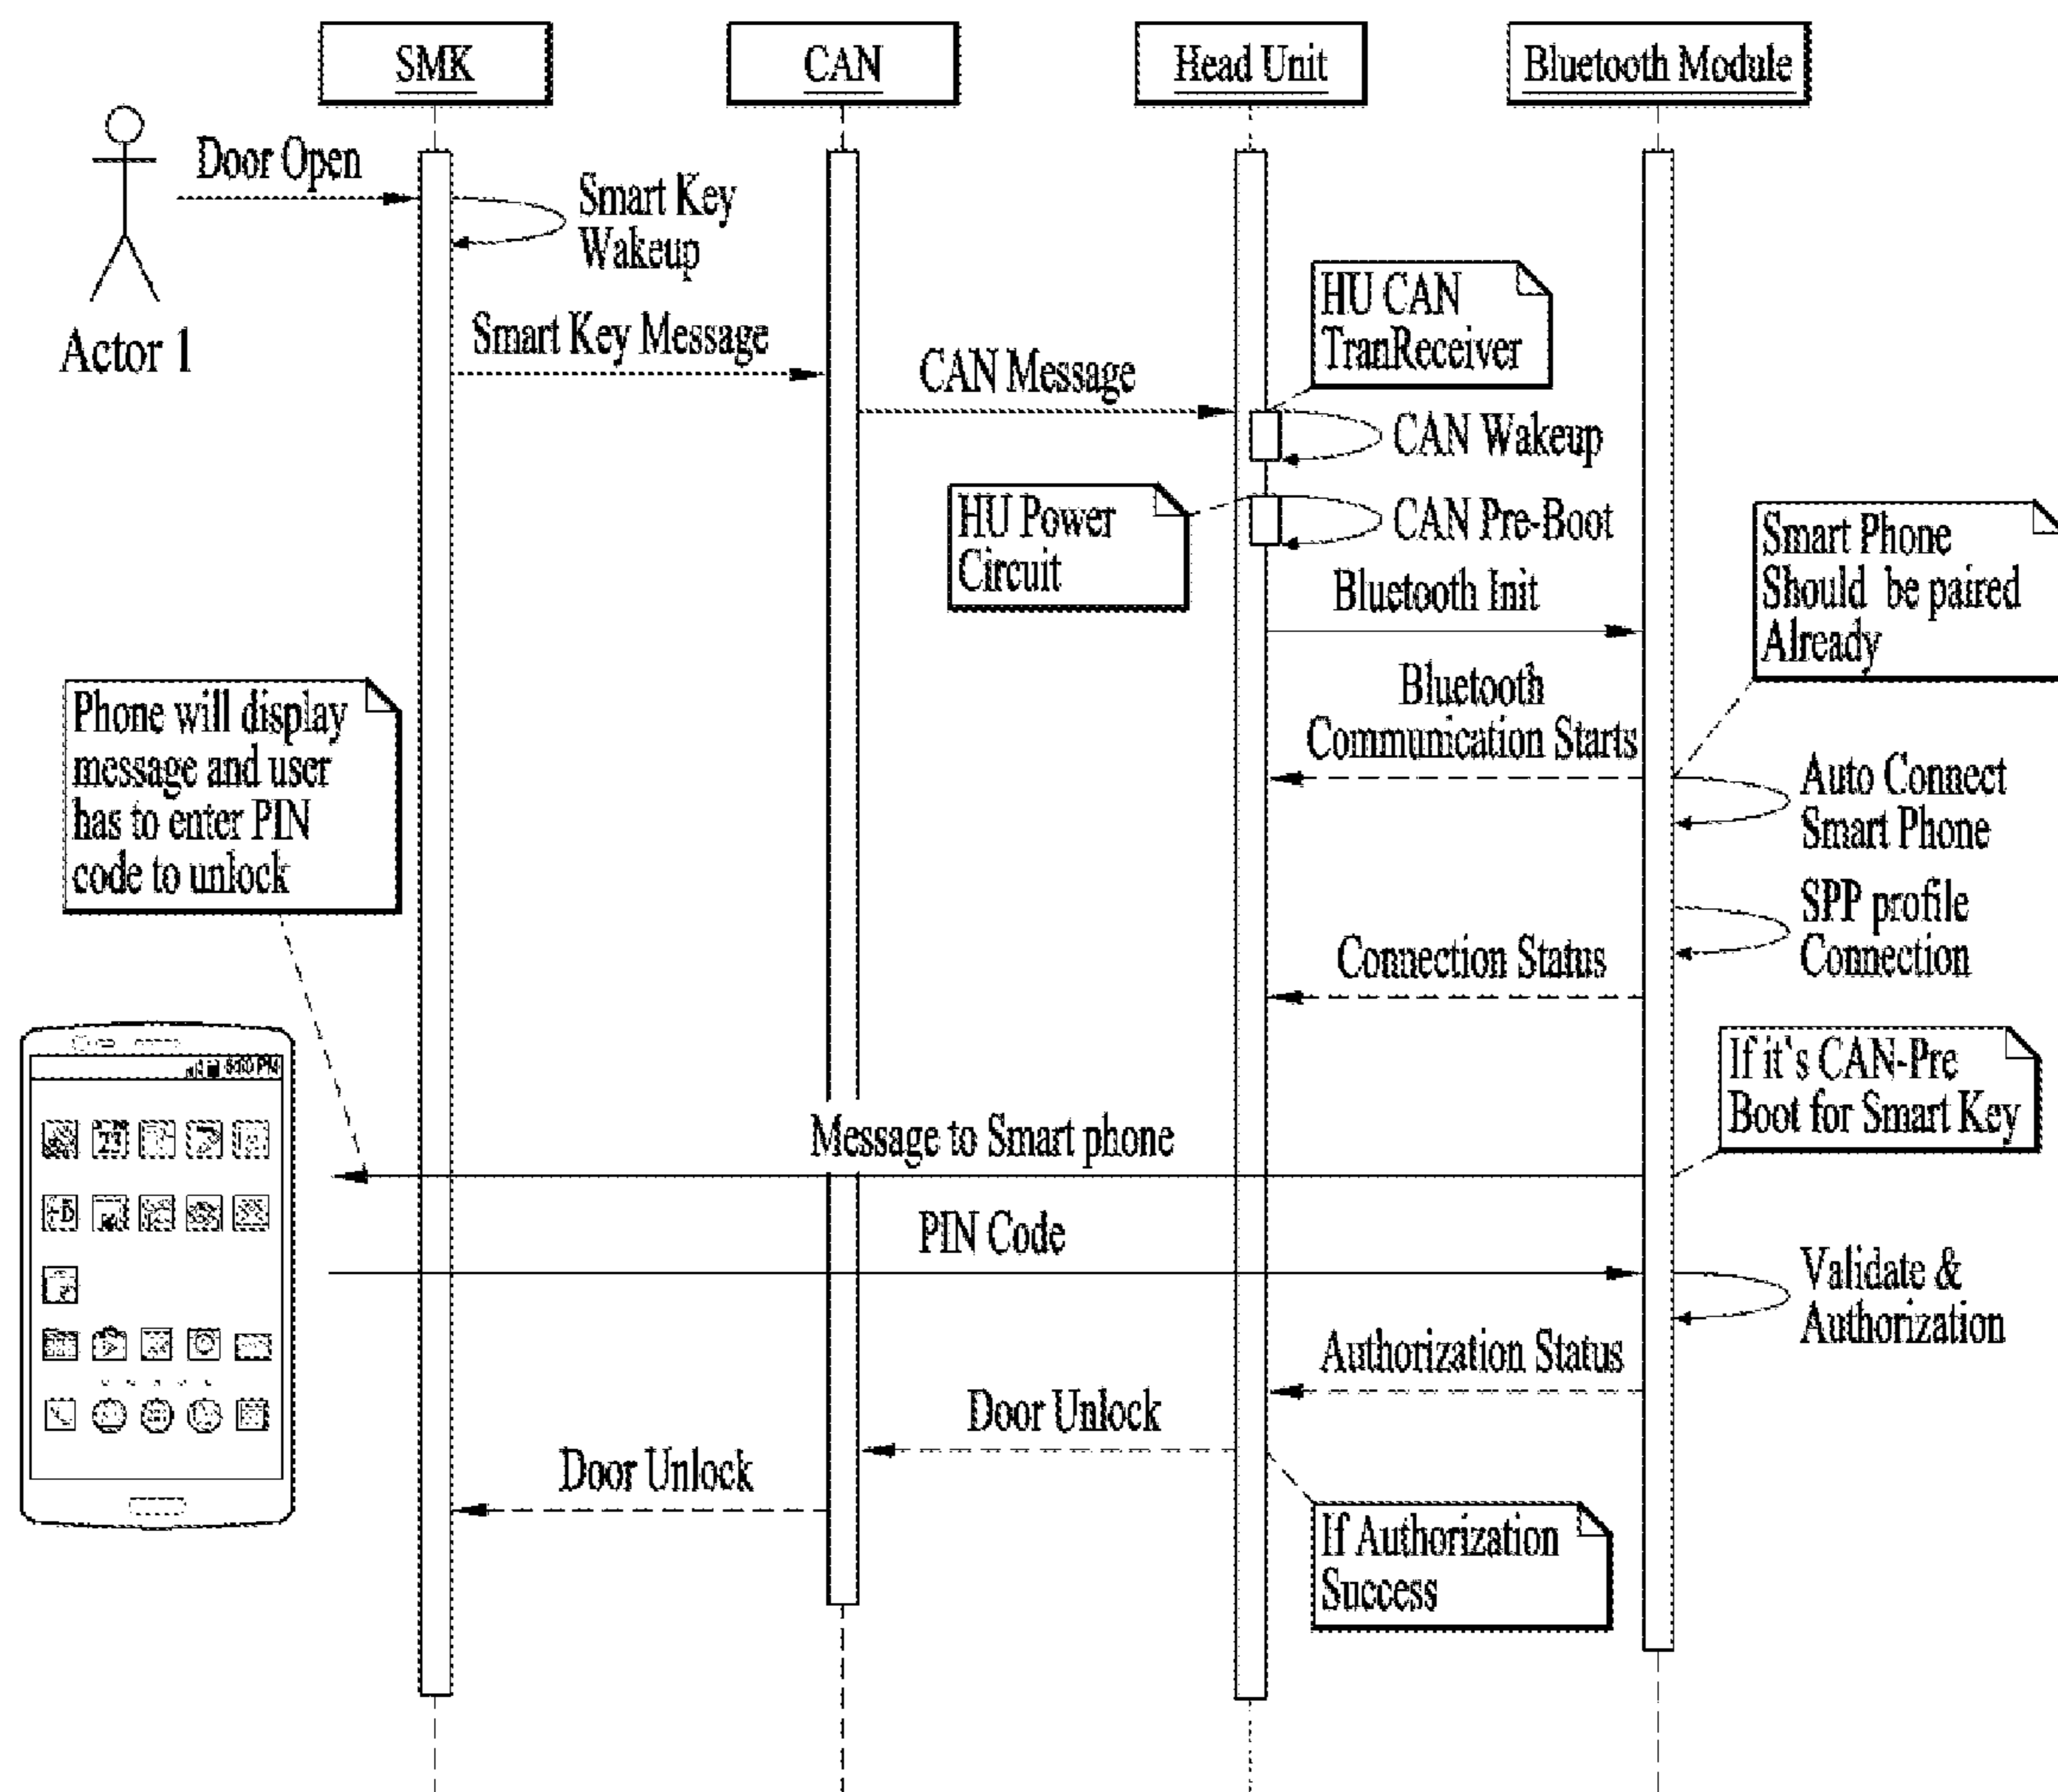 SMK
CAN
Head Unit
Bluetooth Module
Door Open
Smart Key
Wakeup
Actor 1
Smart Key Message
CAN Message
HU CAN
TranReceiver
CAN Wakeup
HU Power
Circuit
CAN Pre-Boot
Smart Phone
Should be paired
Already
Bluetooth Init
Bluetooth
Communication Starts
Phone will display
message and user
has to enter PIN
code to unlock
Auto Connect
Smart Phone
SPP profile
Connection
Connection Status
If it`s CAN-Pre
Boot for Smart Key
Message to Smart phone
PIN Code
Validate &
Authorization
Authorization Status
Door Unlock
Door Unlock
If Authorization
Success